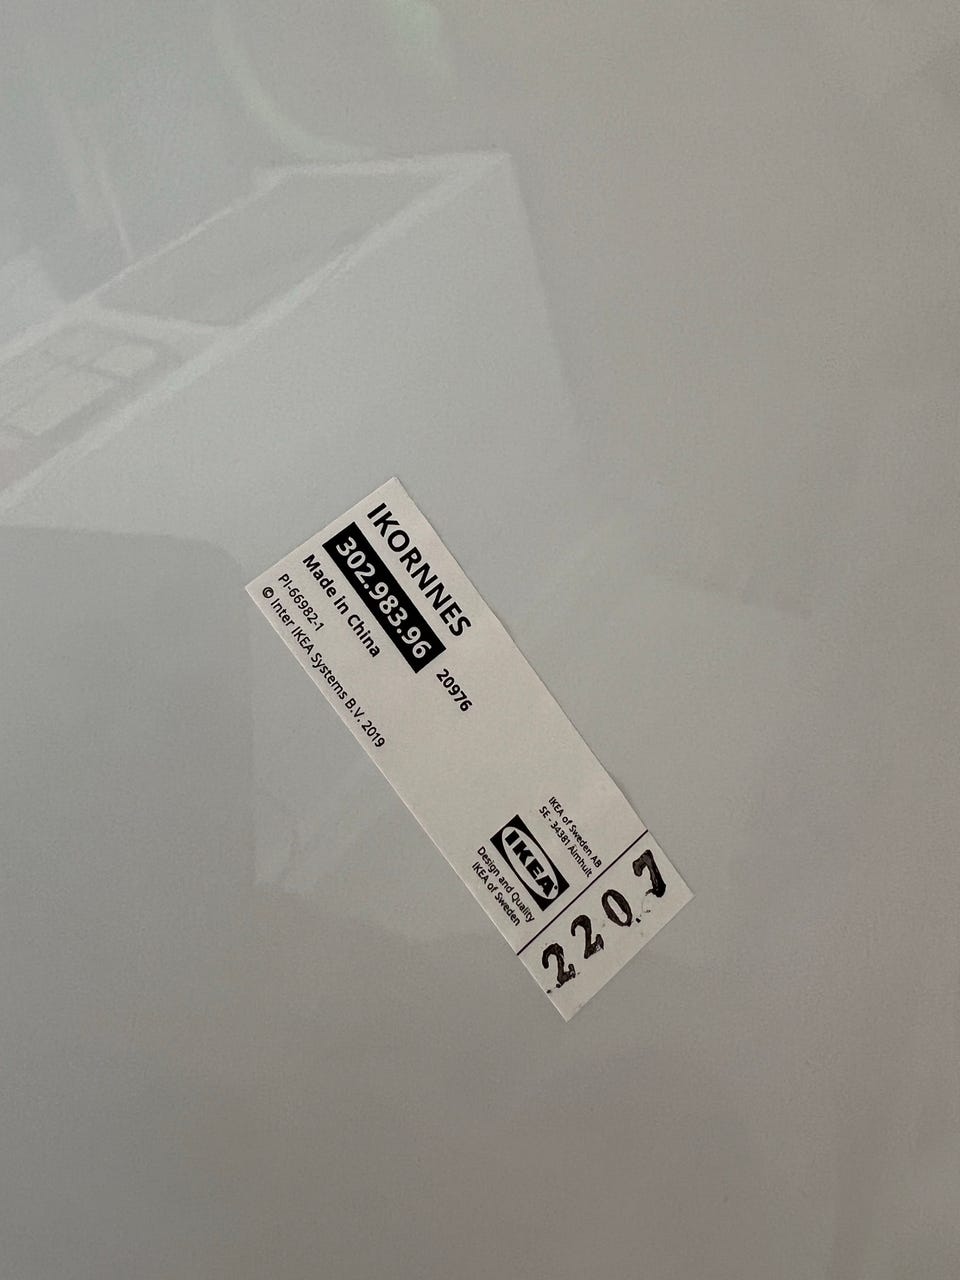 IKORNNES
302.983.96 20976
Made in China
PI-66982-1
© Inter IKEA Systems B.V. 2019
IKEA of Sweden AB
SE - 34381 Älmhult
IKEA
Design and Quality
IKEA of Sweden
2207